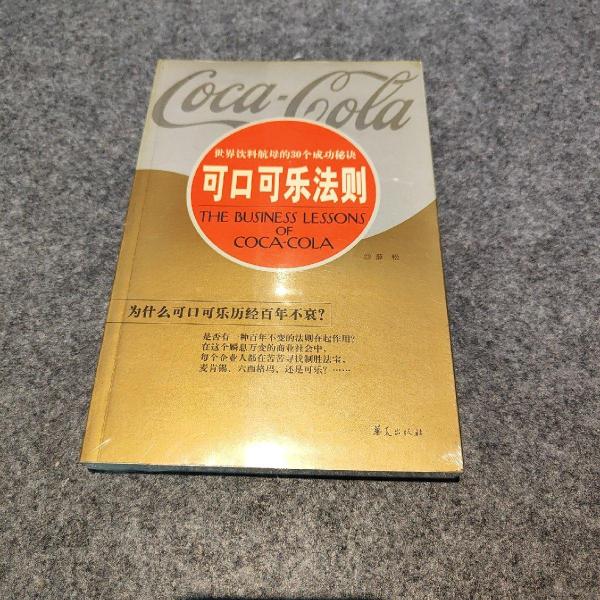 Coca-Cola
世界饮料航母的30个成功秘诀
可口可乐法则
THE BUSINESS LESSONS
OF
COCA-COLA
◎薛 松
为什么可口可乐历经百年不衰?
是否有一种百年不变的法则在起作用?
在这个瞬息万变的商业社会中,
每个企业人都在苦苦寻找制胜法宝,
麦肯锡、六西格玛,还是可乐?……
华夏出版社